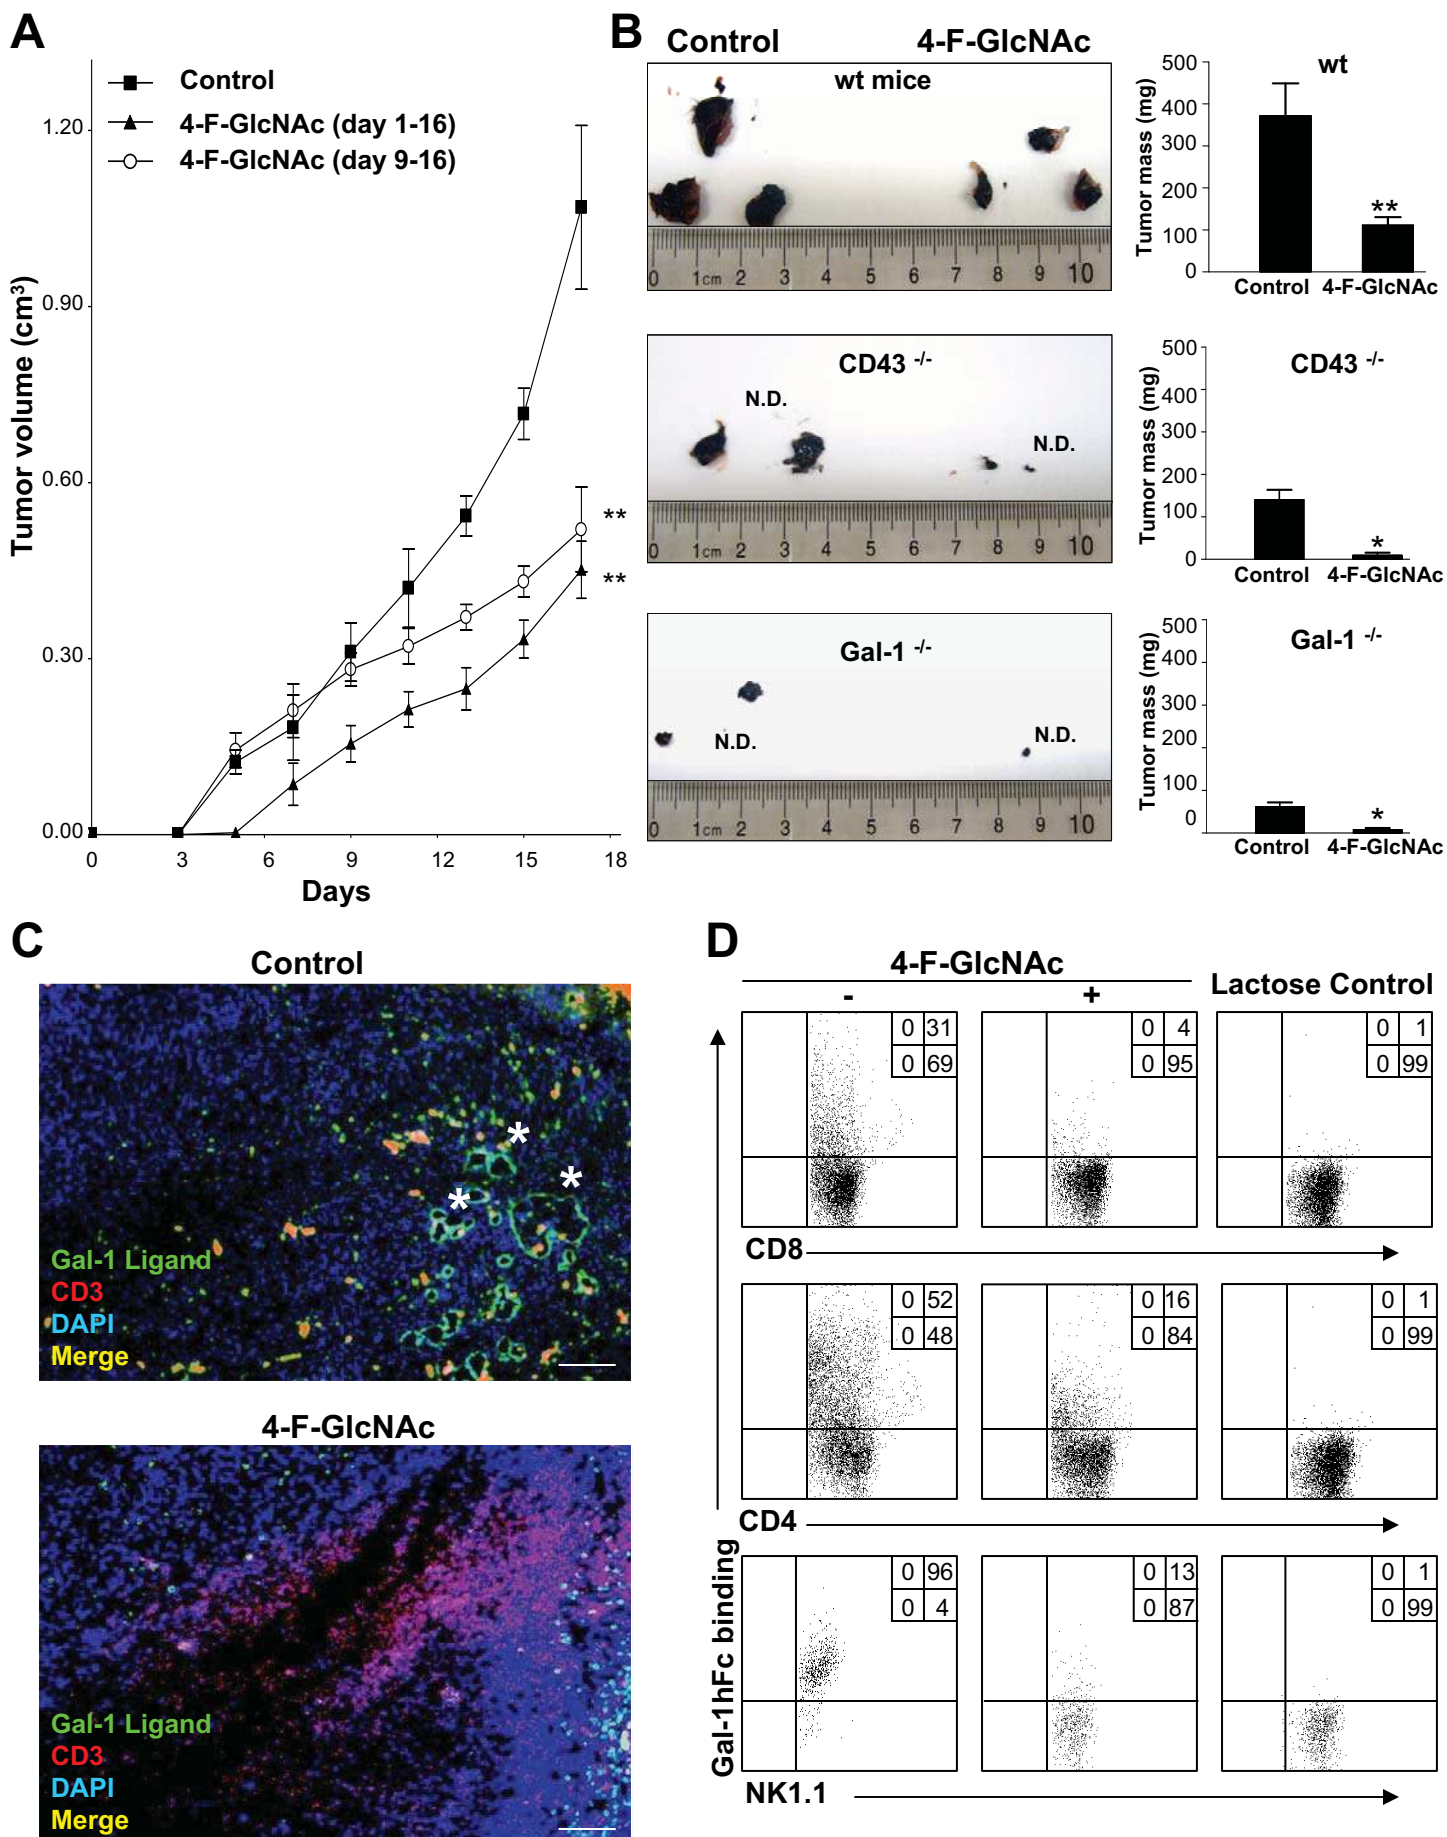 A
Control
4-F-GlcNAc (day 1-16)
4-F-GlcNAc (day 9-16)
Tumor volume (cm³)
1.20
0.90
0.60
0.30
0.00
0 3 6 9 12 15 18
Days
**
**
B
Control 4-F-GlcNAc
wt mice
0 1cm 2 3 4 5 6 7 8 9 10
wt
Tumor mass (mg)
500
400
300
200
100
0
**
Control 4-F-GlcNAc
CD43 -/-
N.D.
N.D.
0 1cm 2 3 4 5 6 7 8 9 10
CD43 -/-
Tumor mass (mg)
500
400
300
200
100
0
*
Control 4-F-GlcNAc
Gal-1 -/-
N.D.
N.D.
0 1cm 2 3 4 5 6 7 8 9 10
Gal-1 -/-
Tumor mass (mg)
500
400
300
200
100
0
*
Control 4-F-GlcNAc
C
Control
*
*
*
Gal-1 Ligand
CD3
DAPI
Merge
4-F-GlcNAc
Gal-1 Ligand
CD3
DAPI
Merge
D
4-F-GlcNAc
- + Lactose Control
0 31 0 4 0 1
0 69 0 95 0 99
CD8
0 52 0 16 0 1
0 48 0 84 0 99
CD4
0 96 0 13 0 1
0 4 0 87 0 99
NK1.1
Gal-1hFc binding